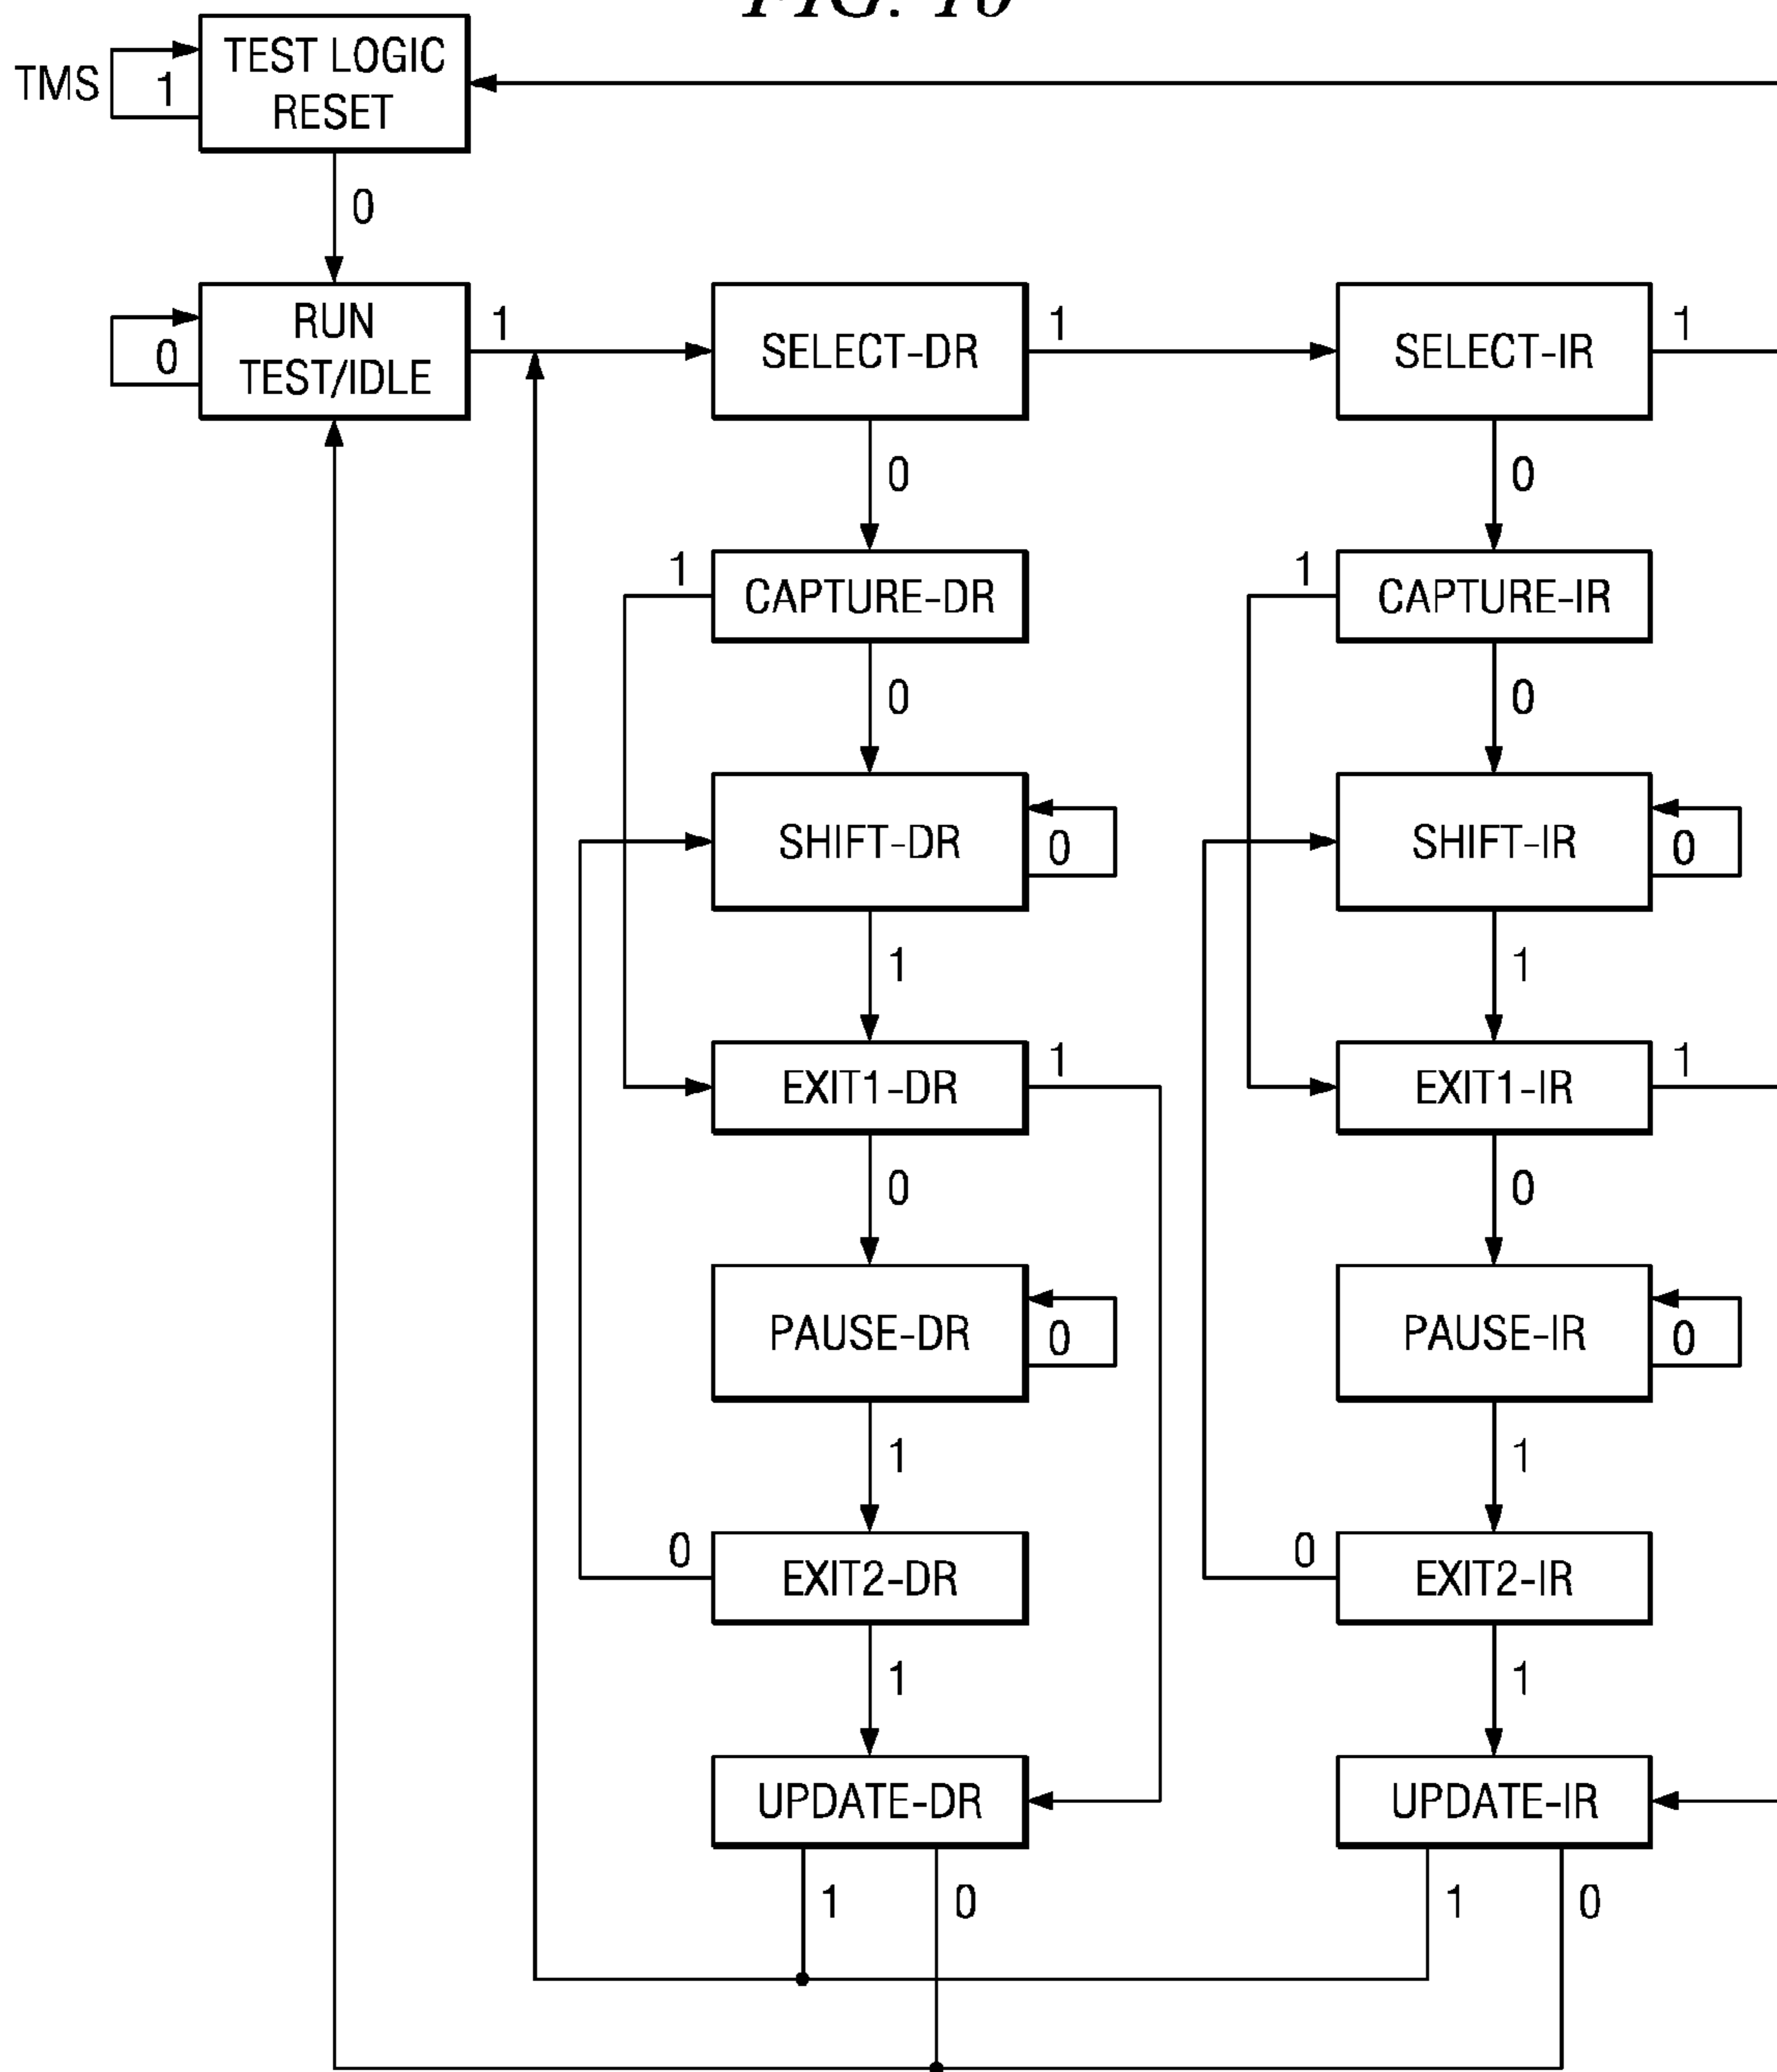 TEST LOGIC
RESET
TMS
1
0
RUN
TEST/IDLE
0
1
SELECT-DR
1
SELECT-IR
1
0
0
1
CAPTURE-DR
1
CAPTURE-IR
0
0
SHIFT-DR
0
SHIFT-IR
0
1
1
EXIT1-DR
1
EXIT1-IR
1
0
0
PAUSE-DR
0
PAUSE-IR
0
1
1
0
EXIT2-DR
0
EXIT2-IR
1
1
UPDATE-DR
UPDATE-IR
1
0
1
0